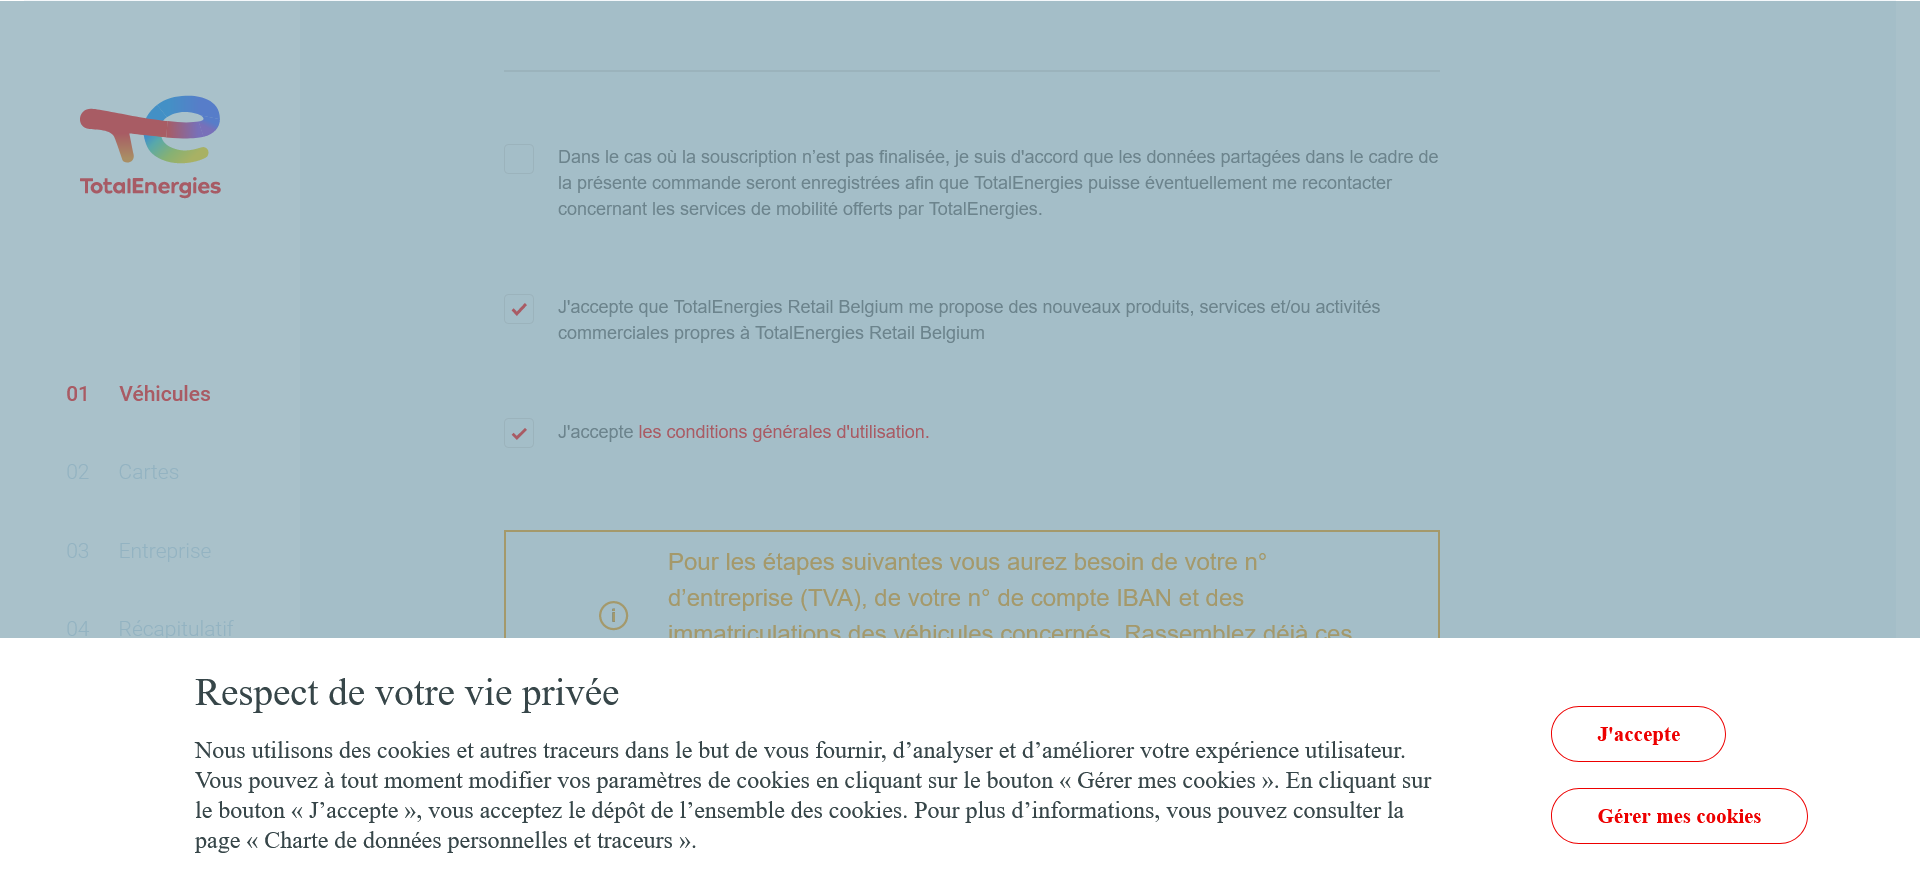 TotalEnergies
Dans le cas où la souscription n’est pas finalisée, je suis d'accord que les données partagées dans le cadre de
la présente commande seront enregistrées afin que TotalEnergies puisse éventuellement me recontacter
concernant les services de mobilité offerts par TotalEnergies.
J'accepte que TotalEnergies Retail Belgium me propose des nouveaux produits, services et/ou activités
commerciales propres à TotalEnergies Retail Belgium
J'accepte les conditions générales d'utilisation.
01 Véhicules
02 Cartes
03 Entreprise
04 Récapitulatif
Pour les étapes suivantes vous aurez besoin de votre n°
d’entreprise (TVA), de votre n° de compte IBAN et des
immatriculations des véhicules concernés. Rassemblez déjà ces
Respect de votre vie privée
Nous utilisons des cookies et autres traceurs dans le but de vous fournir, d’analyser et d’améliorer votre expérience utilisateur.
Vous pouvez à tout moment modifier vos paramètres de cookies en cliquant sur le bouton « Gérer mes cookies ». En cliquant sur
le bouton « J’accepte », vous acceptez le dépôt de l’ensemble des cookies. Pour plus d’informations, vous pouvez consulter la
page « Charte de données personnelles et traceurs ».
J'accepte
Gérer mes cookies